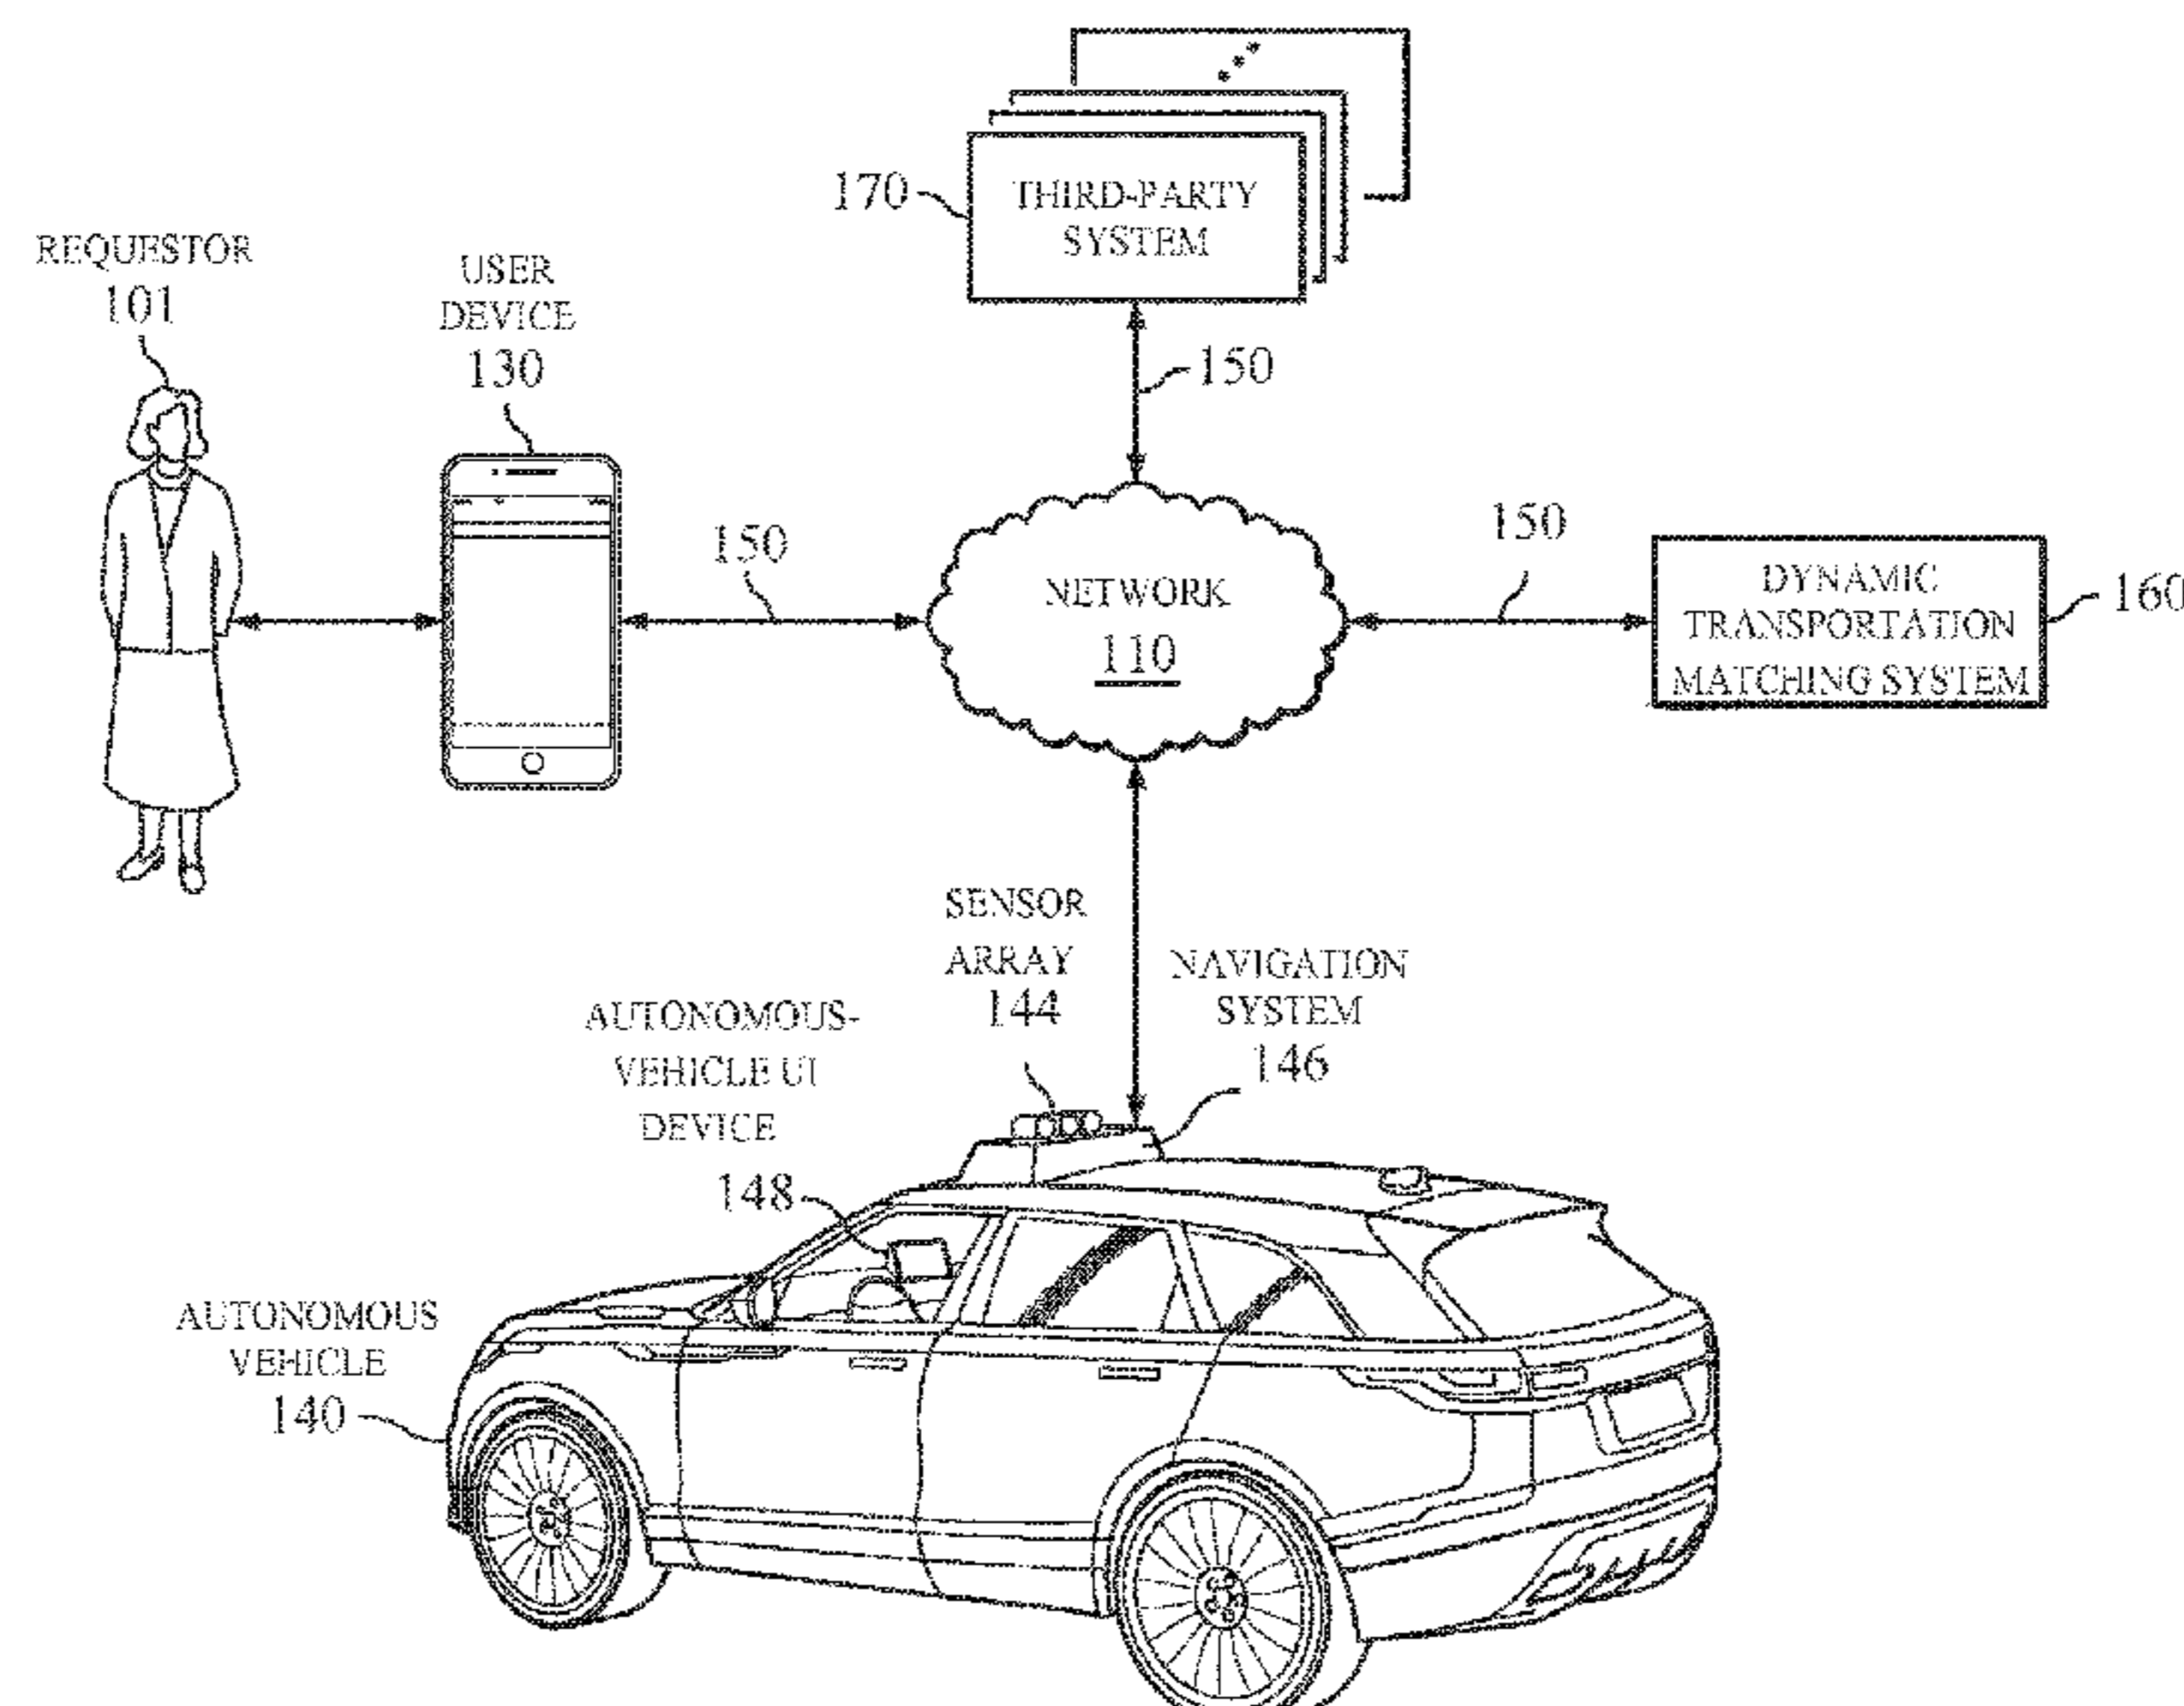 170
THIRD-PARTY
SYSTEM
REQUESTOR
101
USER
DEVICE
130
150
150
NETWORK
110
150
DYNAMIC
TRANSPORTATION
MATCHING SYSTEM
160
SENSOR
ARRAY
144
NAVIGATION
SYSTEM
146
AUTONOMOUS-
VEHICLE UI
DEVICE
148
AUTONOMOUS
VEHICLE
140